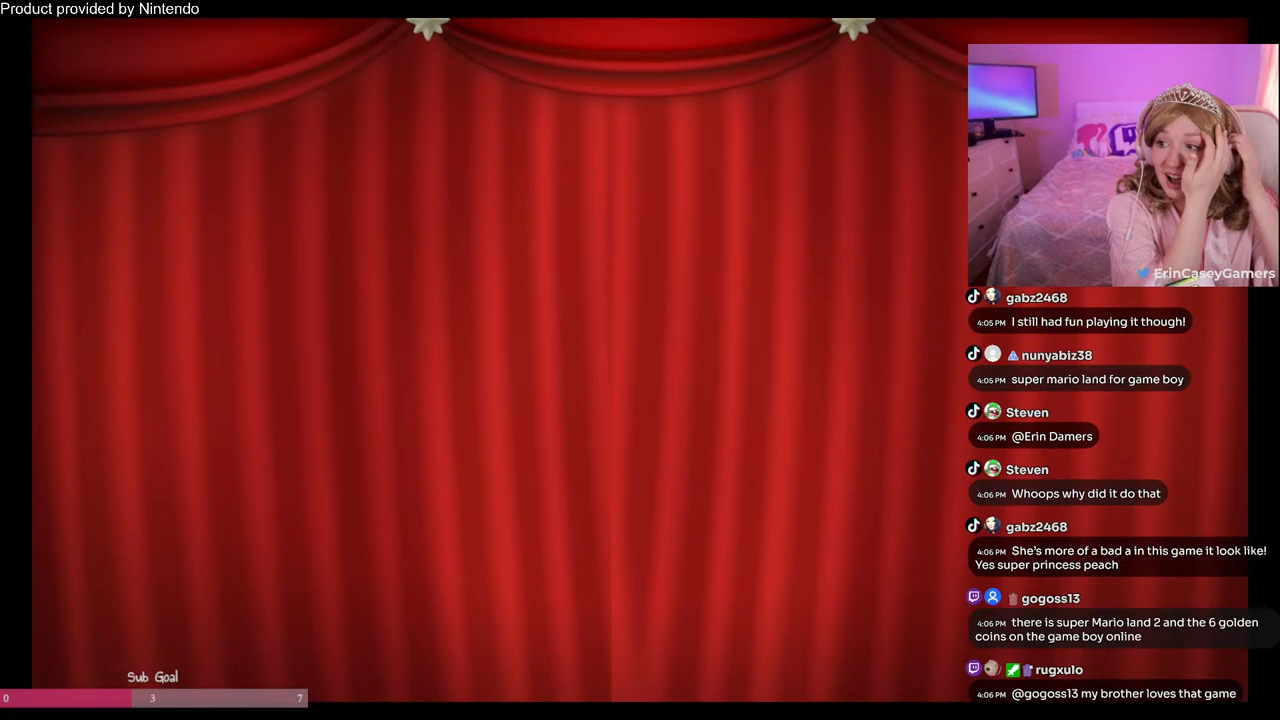 Product provided by Nintendo
ErinCaseyGamers
gabz2468
4:05 PM I still had fun playing it though!
nunyabiz38
4:05 PM super mario land for game boy
Steven
4:06 PM @Erin Damers
Steven
4:06 PM Whoops why did it do that
gabz2468
4:06 PM She's more of a bad a in this game it look like!
Yes super princess peach
gogoss13
4:06 PM there is super Mario land 2 and the 6 golden
coins on the game boy online
rugxulo
4:06 PM @gogoss13 my brother loves that game
Sub Goal
0 3 7